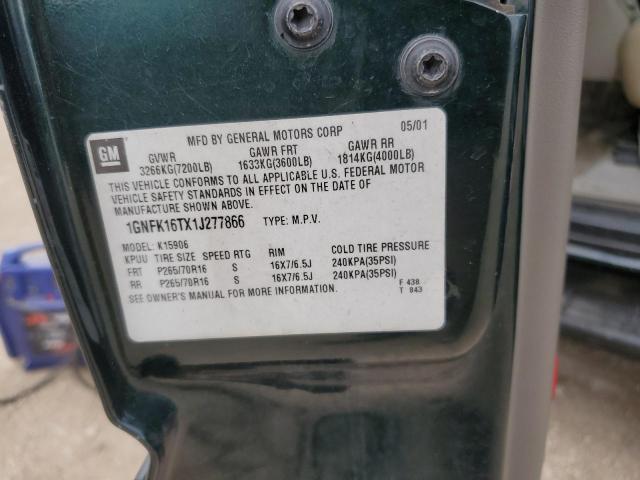 GM
MFD BY GENERAL MOTORS CORP 05/01
GVWR GAWR FRT GAWR RR
3266KG(7200LB) 1633KG(3600LB) 1814KG(4000LB)
THIS VEHICLE CONFORMS TO ALL APPLICABLE U.S. FEDERAL MOTOR
VEHICLE SAFETY STANDARDS IN EFFECT ON THE DATE OF
MANUFACTURE SHOWN ABOVE.
1GNFK16TX1J277866 TYPE: M.P.V.
MODEL: K15906
KPUU TIRE SIZE SPEED RTG RIM COLD TIRE PRESSURE
FRT P265/70R16 S 16X7/6.5J 240KPA(35PSI)
RR P265/70R16 S 16X7/6.5J 240KPA(35PSI)
SEE OWNER'S MANUAL FOR MORE INFORMATION.
F 438
T 843